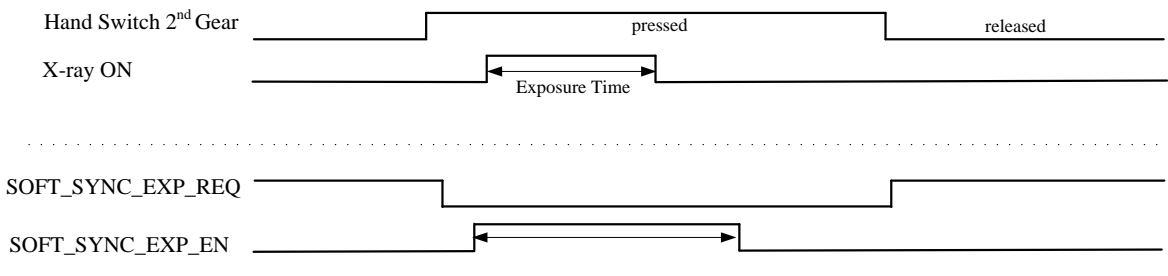 Hand Switch 2nd Gear
pressed
released
X-ray ON
Exposure Time
SOFT_SYNC_EXP_REQ
SOFT_SYNC_EXP_EN